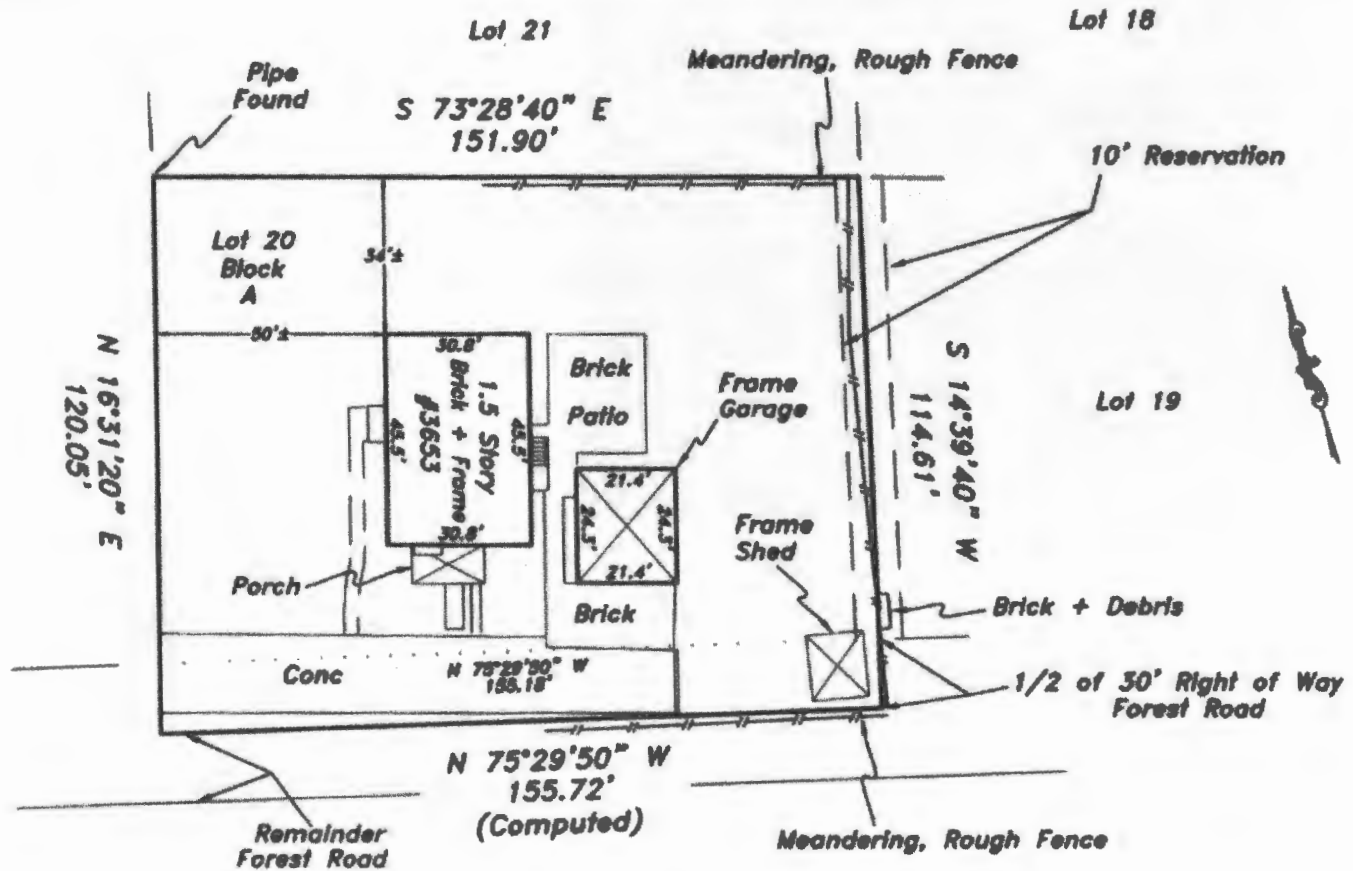 Lot 21
Lot 18
Pipe
Found
Meandering, Rough Fence
S 73°28'40" E
151.90'
10' Reservation
Lot 20
Block
A
34'±
50'±
N 16°31'20" E
120.05'
30.8'
1.5 Story
Brick + Frame
#3653
45.5'
45.5'
30.8'
Brick
Patio
Frame
Garage
21.4'
24.3'
24.3'
21.4'
S 14°39'40" W
114.61'
Lot 19
Frame
Shed
Porch
Brick
Brick + Debris
Conc
N 75°29'50" W
155.18'
1/2 of 30' Right of Way
Forest Road
N 75°29'50" W
155.72'
(Computed)
Remainder
Forest Road
Meandering, Rough Fence